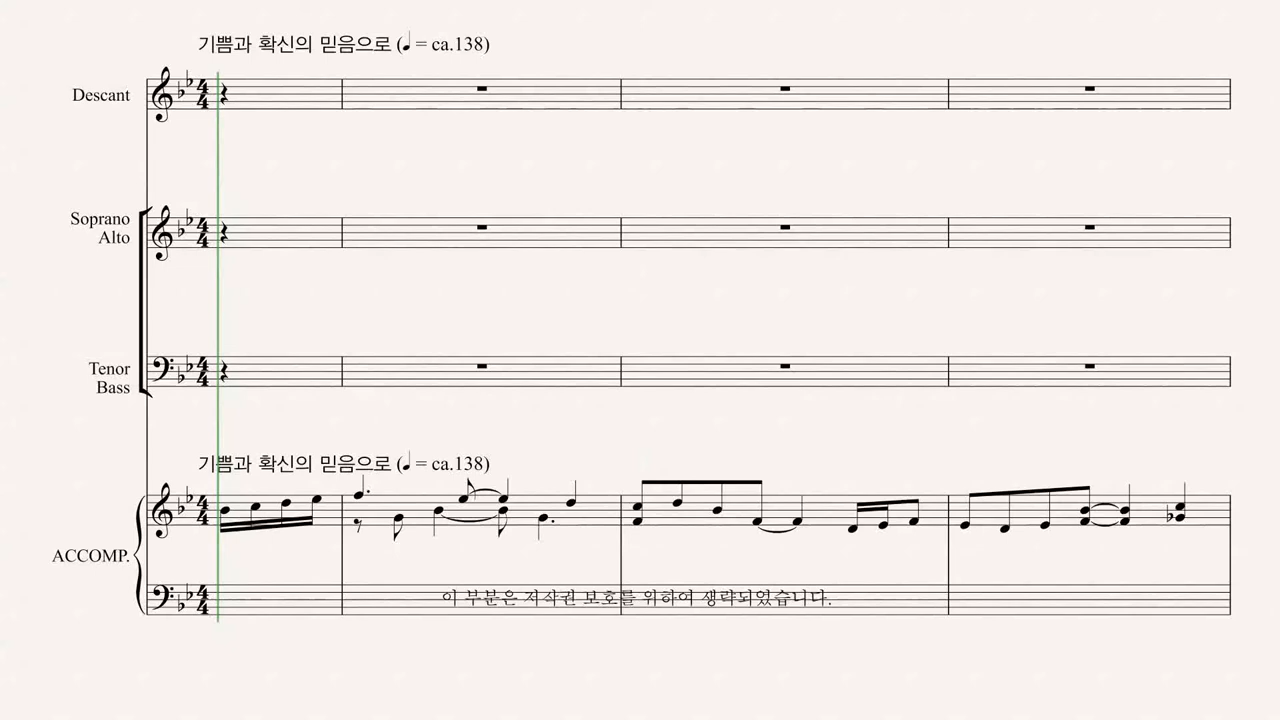 기쁨과 확신의 믿음으로 (♩ = ca.138)
Descant
Soprano
Alto
Tenor
Bass
기쁨과 확신의 믿음으로 (♩ = ca.138)
ACCOMP.
이 부분은 저작권 보호를 위하여 생략되었습니다.